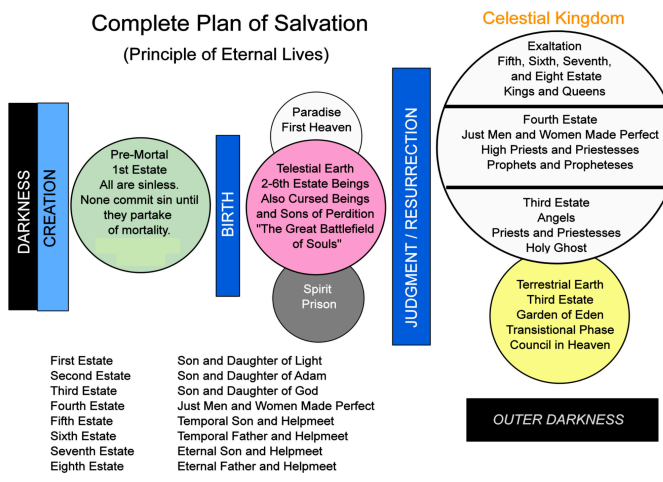 Complete Plan of Salvation
(Principle of Eternal Lives)
Celestial Kingdom
DARKNESS
CREATION
Pre-Mortal
1st Estate
All are sinless.
None commit sin until
they partake
of mortality.
BIRTH
Paradise
First Heaven
Telestial Earth
2-6th Estate Beings
Also Cursed Beings
and Sons of Perdition
"The Great Battlefield
of Souls"
Spirit
Prison
JUDGMENT / RESURRECTION
Exaltation
Fifth, Sixth, Seventh,
and Eight Estate
Kings and Queens
Fourth Estate
Just Men and Women Made Perfect
High Priests and Priestesses
Prophets and Propheteses
Third Estate
Angels
Priests and Priestesses
Holy Ghost
Terrestrial Earth
Third Estate
Garden of Eden
Transistional Phase
Council in Heaven
OUTER DARKNESS
First Estate Son and Daughter of Light
Second Estate Son and Daughter of Adam
Third Estate Son and Daughter of God
Fourth Estate Just Men and Women Made Perfect
Fifth Estate Temporal Son and Helpmeet
Sixth Estate Temporal Father and Helpmeet
Seventh Estate Eternal Son and Helpmeet
Eighth Estate Eternal Father and Helpmeet